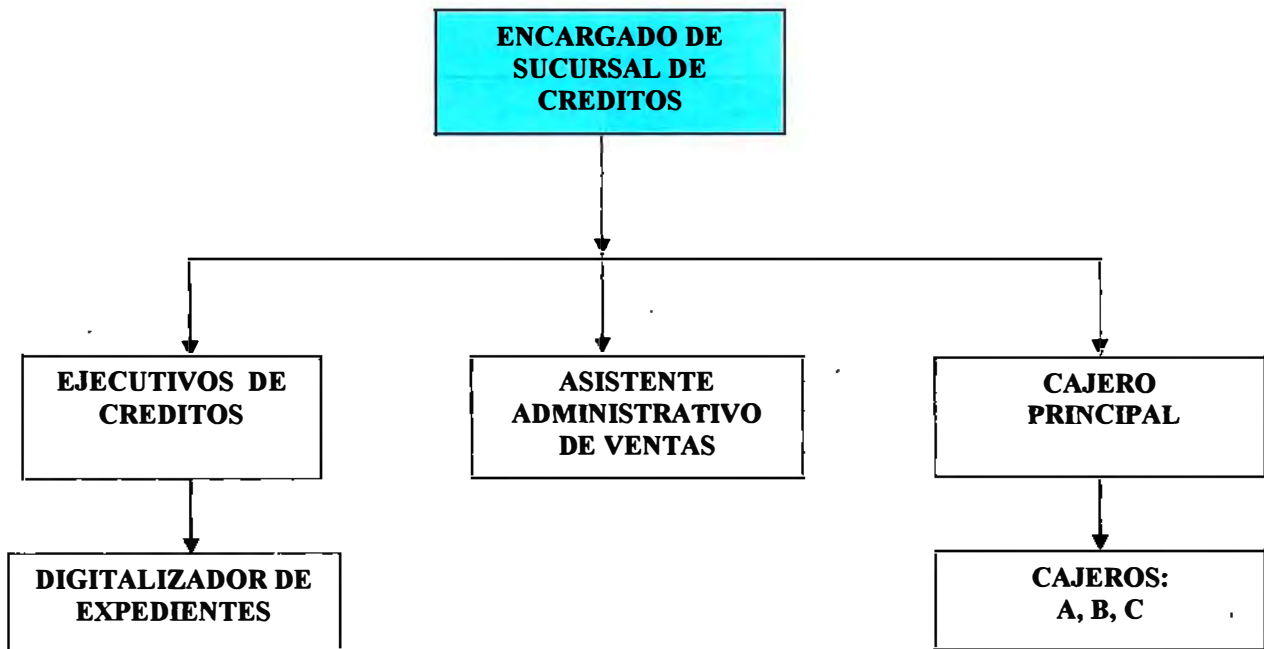 ENCARGADO DE
SUCURSAL DE
CREDITOS
EJECUTIVOS DE
CREDITOS
ASISTENTE
ADMINISTRATIVO
DE VENTAS
CAJERO
PRINCIPAL
DIGITALIZADOR DE
EXPEDIENTES
CAJEROS:
A, B, C